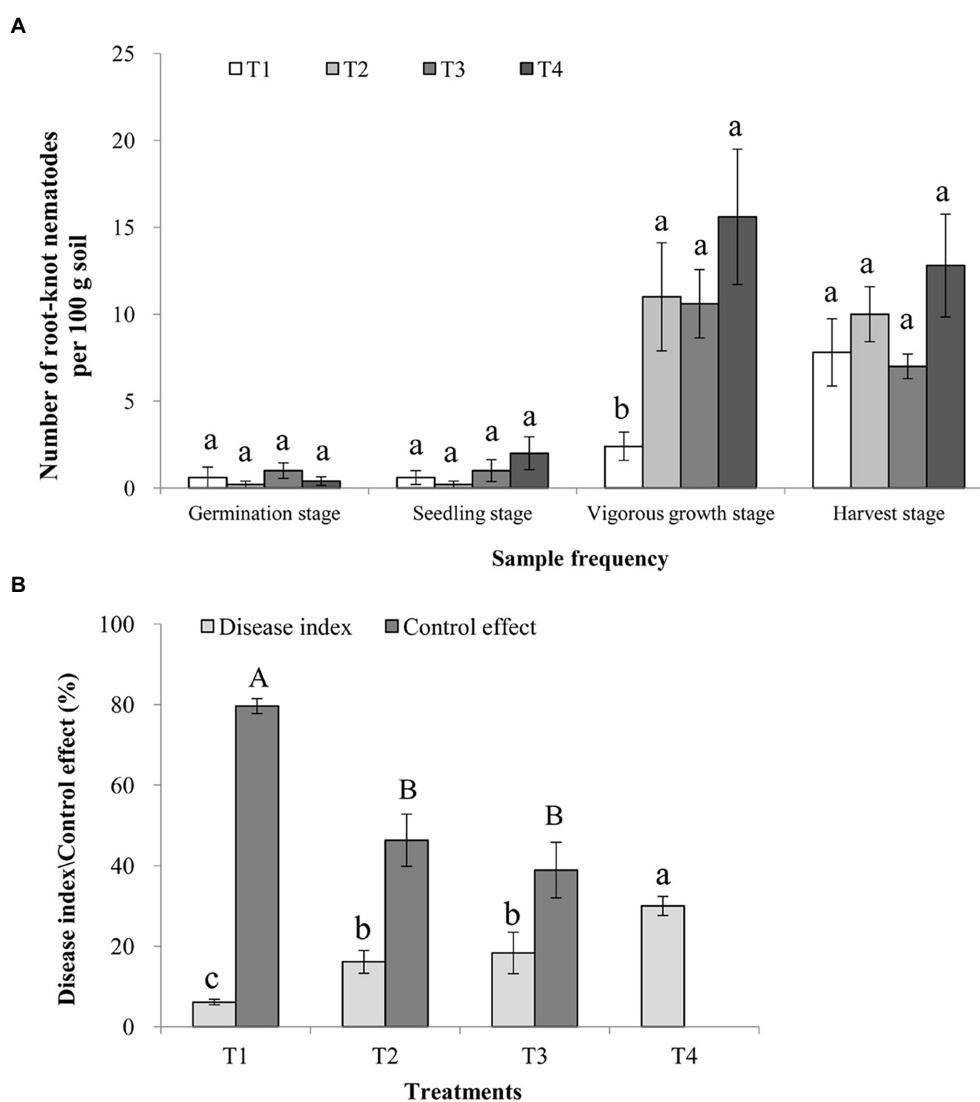 A
25
20
15
10
5
0
Number of root-knot nematodes
per 100 g soil
T1 T2 T3 T4
a a a a
a a a a
b a a a
a a a a
Germination stage Seedling stage Vigorous growth stage Harvest stage
Sample frequency
B
100
80
60
40
20
0
Disease index\Control effect (%)
Disease index Control effect
c A
b B
b B
a
T1 T2 T3 T4
Treatments